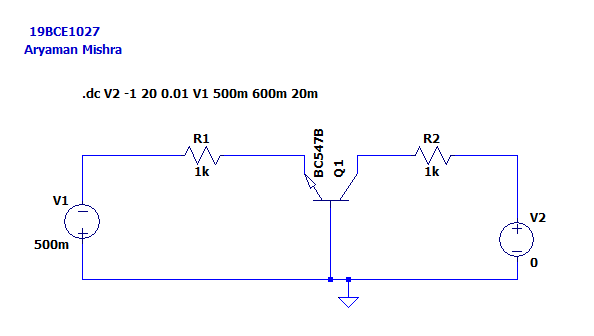 19BCE1027
Aryaman Mishra
.dc V2 -1 20 0.01 V1 500m 600m 20m
R1
1k
BC547B
Q1
R2
1k
V1
500m
V2
0